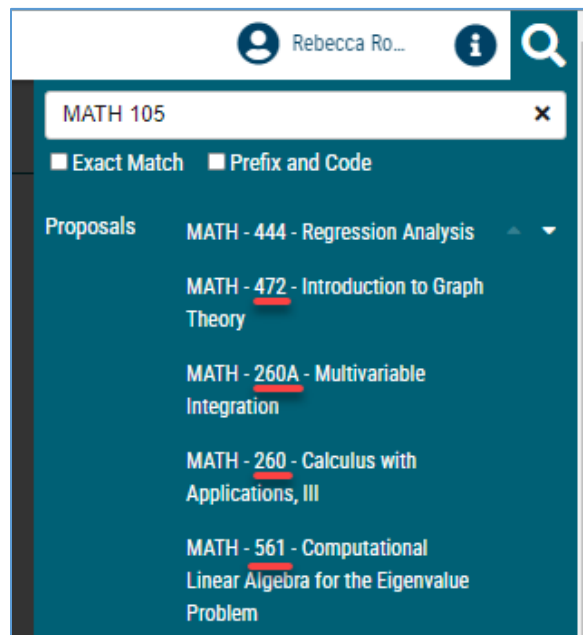 Rebecca Ro...
MATH 105
Exact Match Prefix and Code
Proposals MATH - 444 - Regression Analysis
MATH - 472 - Introduction to Graph
Theory
MATH - 260A - Multivariable
Integration
MATH - 260 - Calculus with
Applications, III
MATH - 561 - Computational
Linear Algebra for the Eigenvalue
Problem